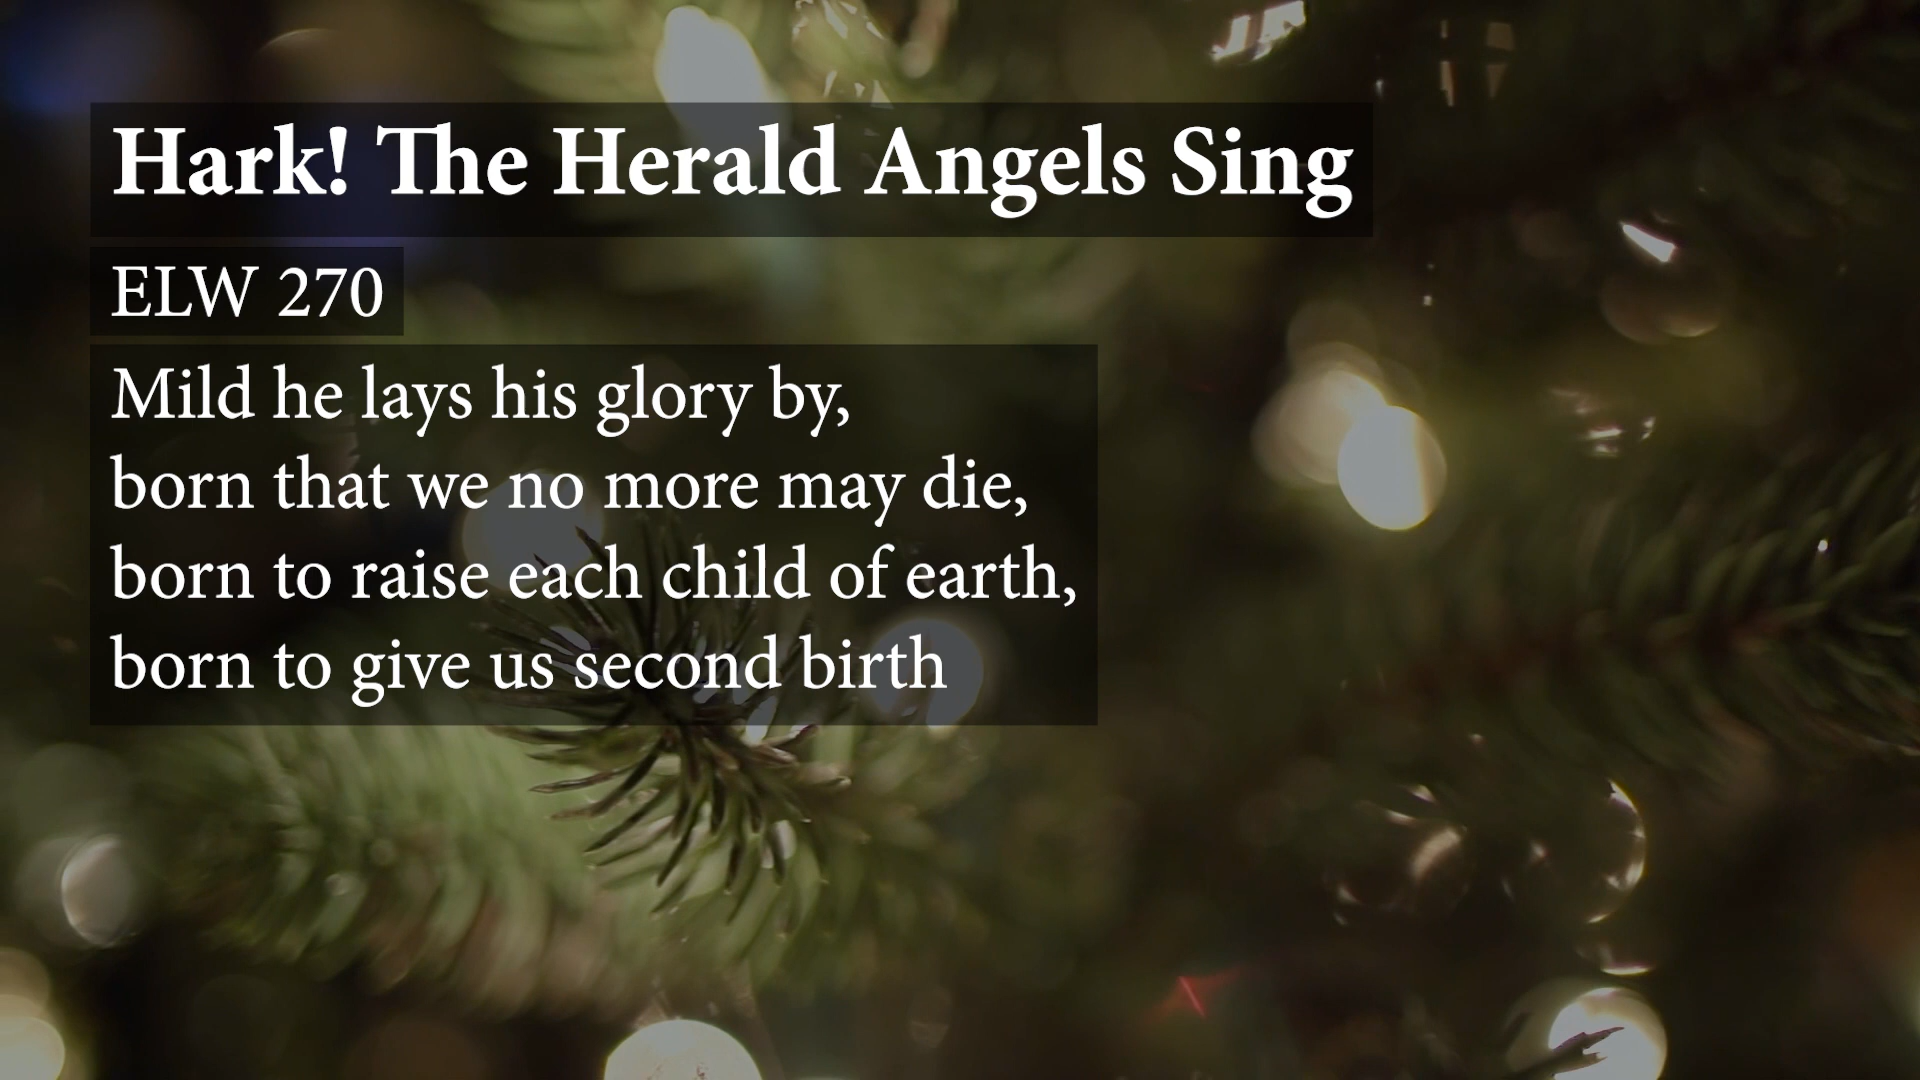 Hark! The Herald Angels Sing
ELW 270
Mild he lays his glory by,
born that we no more may die,
born to raise each child of earth,
born to give us second birth